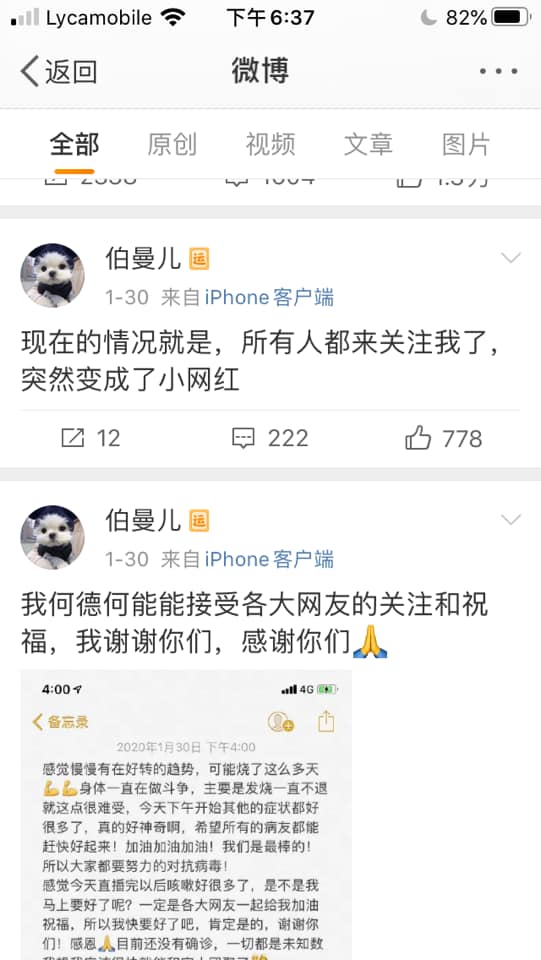 Lycamobile 下午6:37 82%
返回 微博
全部 原创 视频 文章 图片
伯曼儿 运
1-30 来自iPhone客户端
现在的情况就是，所有人都来关注我了，
突然变成了小网红
12 222 778
伯曼儿 运
1-30 来自iPhone客户端
我何德何能能接受各大网友的关注和祝
福，我谢谢你们，感谢你们🙏
4:00 4G
备忘录
2020年1月30日 下午4:00
感觉慢慢有在好转的趋势，可能烧了这么多天
💪💪身体一直在做斗争，主要是发烧一直不退
就这点很难受，今天下午开始其他的症状都好
很多了，真的好神奇啊，希望所有的病友都能
赶快好起来！加油加油加油！我们是最棒的！
所以大家都要努力的对抗病毒！
感觉今天直播完以后咳嗽好很多了，是不是我
马上要好了呢？一定是各大网友一起给我加油
祝福，所以我快要好了吧，肯定是的，谢谢你
们！感恩🙏目前还没有确诊，一切都是未知数